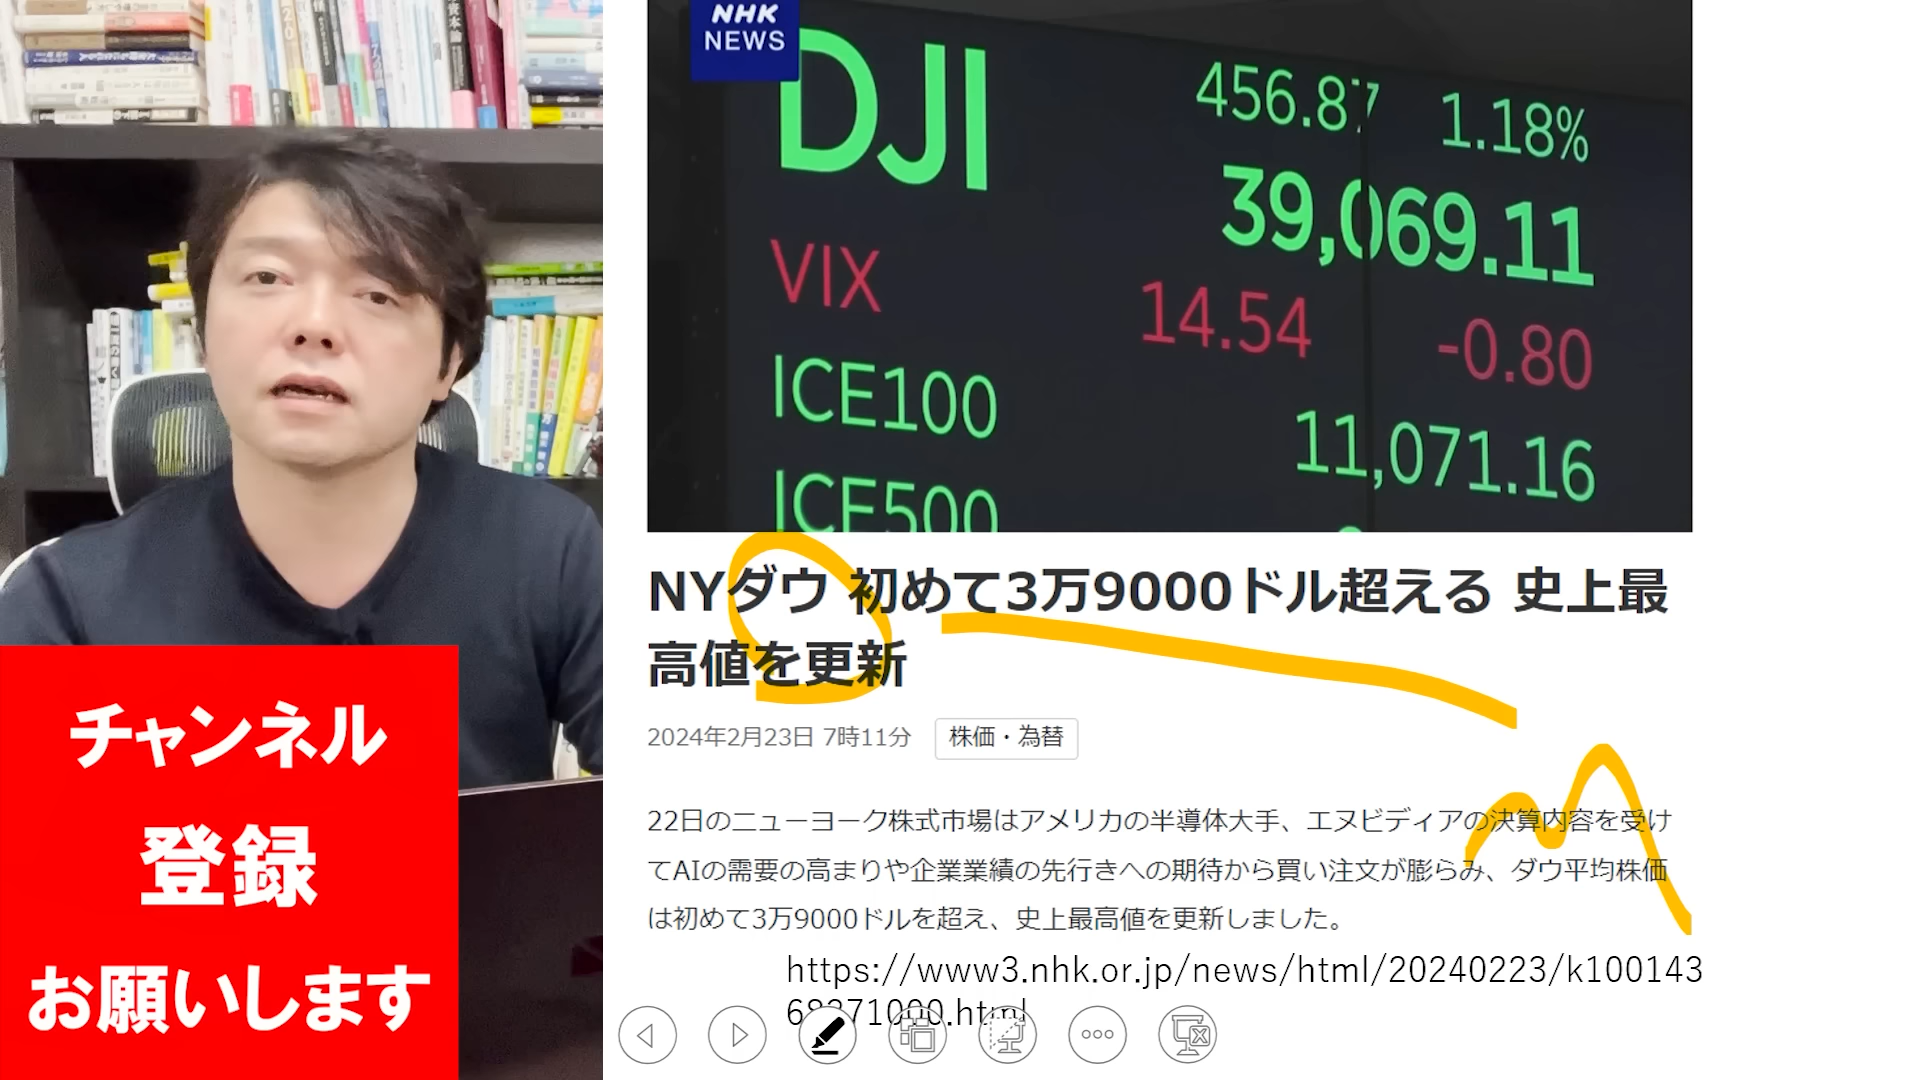 NHK
NEWS
DJI
456.87 1.18%
39,069.11
VIX 14.54 -0.80
ICE100 11,071.16
ICE500
NYダウ 初めて3万9000ドル超える 史上最
高値を更新
2024年2月23日 7時11分 株価・為替
22日のニューヨーク株式市場はアメリカの半導体大手、エヌビディアの決算内容を受け
てAIの需要の高まりや企業業績の先行きへの期待から買い注文が膨らみ、ダウ平均株価
は初めて3万9000ドルを超え、史上最高値を更新しました。
https://www3.nhk.or.jp/news/html/20240223/k100143
チャンネル
登録
お願いします